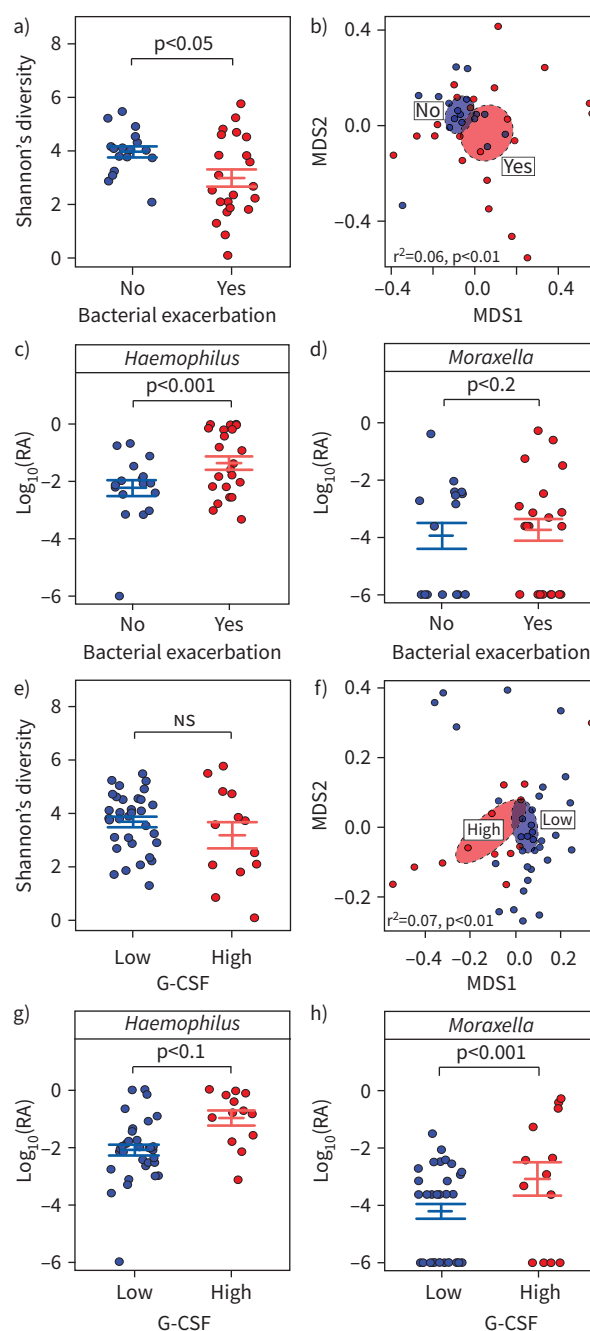 a)
8
6
4
2
0
Shannon's diversity
p<0.05
No
Yes
Bacterial exacerbation
b)
0.4
0.0
−0.4
MDS2
No
Yes
r²=0.06, p<0.01
−0.4
0.0
0.4
MDS1
c)
Haemophilus
p<0.001
0
−2
−4
−6
Log₁₀(RA)
No
Yes
Bacterial exacerbation
d)
Moraxella
p<0.2
0
−2
−4
−6
Log₁₀(RA)
No
Yes
Bacterial exacerbation
e)
8
6
4
2
0
Shannon's diversity
NS
Low
High
G-CSF
f)
0.4
0.2
0.0
−0.2
MDS2
High
Low
r²=0.07, p<0.01
−0.4
−0.2
0.0
0.2
MDS1
g)
Haemophilus
p<0.1
0
−2
−4
−6
Log₁₀(RA)
Low
High
G-CSF
h)
Moraxella
p<0.001
0
−2
−4
−6
Log₁₀(RA)
Low
High
G-CSF